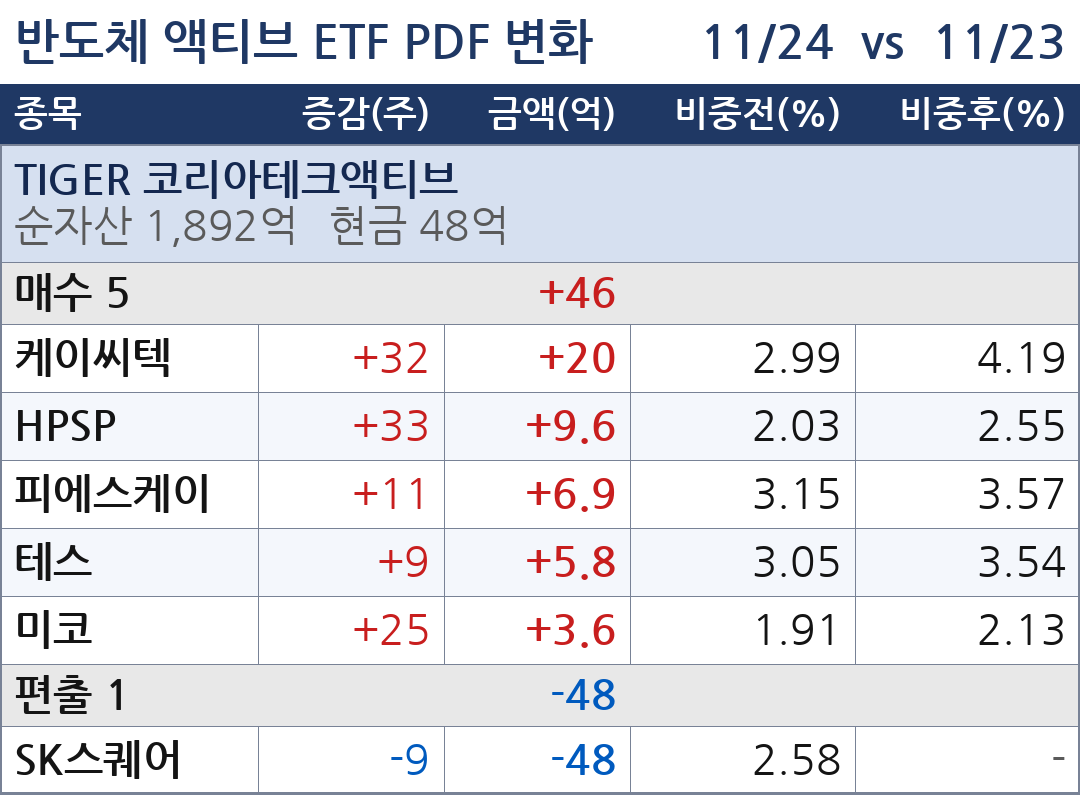 반도체 액티브 ETF PDF 변화 11/24 vs 11/23
종목 증감(주) 금액(억) 비중전(%) 비중후(%)
TIGER 코리아테크액티브
순자산 1,892억 현금 48억
매수 5 +46
케이씨텍 +32 +20 2.99 4.19
HPSP +33 +9.6 2.03 2.55
피에스케이 +11 +6.9 3.15 3.57
테스 +9 +5.8 3.05 3.54
미코 +25 +3.6 1.91 2.13
편출 1 -48
SK스퀘어 -9 -48 2.58 -